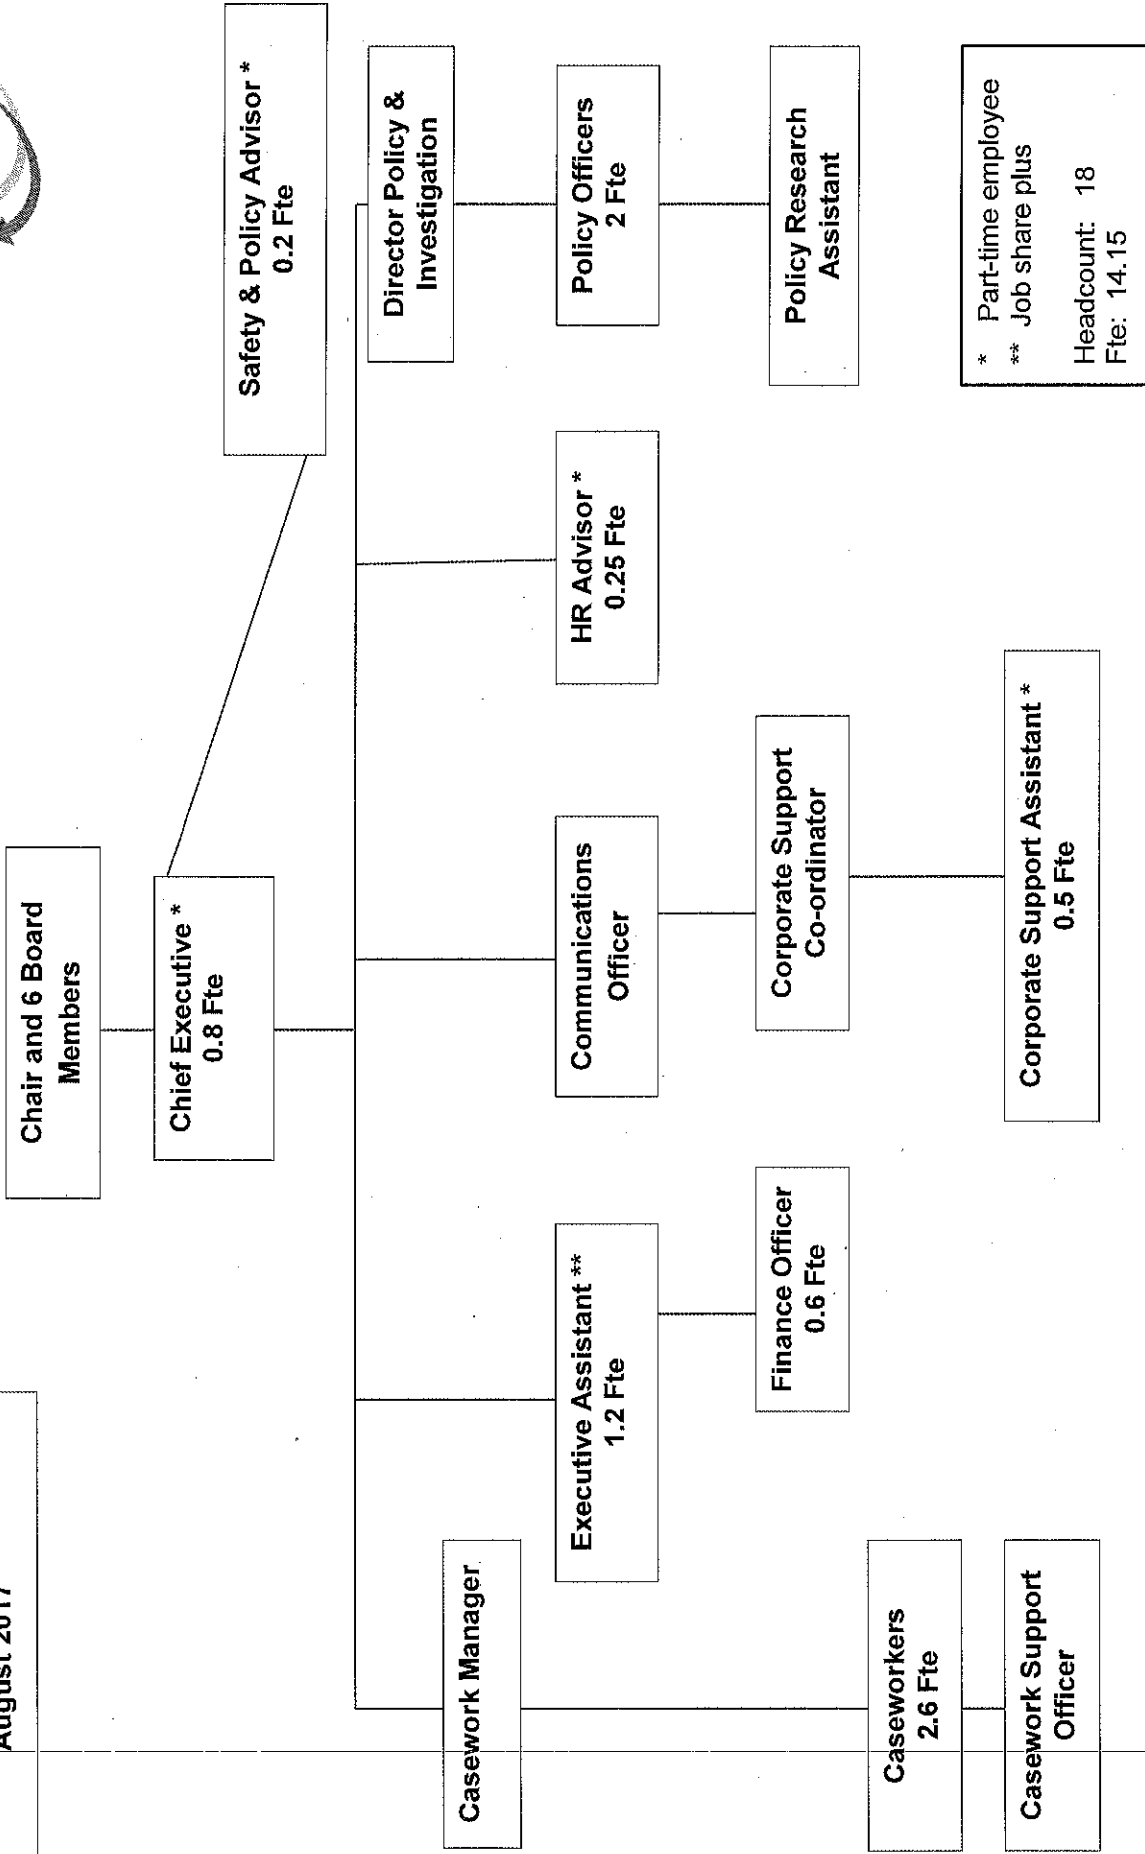 August 2017
Chair and 6 Board
Members
Chief Executive *
0.8 Fte
Safety & Policy Advisor *
0.2 Fte
Casework Manager
Director Policy &
Investigation
Executive Assistant **
1.2 Fte
Communications
Officer
HR Advisor *
0.25 Fte
Policy Officers
2 Fte
Finance Officer
0.6 Fte
Corporate Support
Co-ordinator
Policy Research
Assistant
Caseworkers
2.6 Fte
Casework Support
Officer
Corporate Support Assistant *
0.5 Fte
* Part-time employee
** Job share plus
Headcount: 18
Fte: 14.15